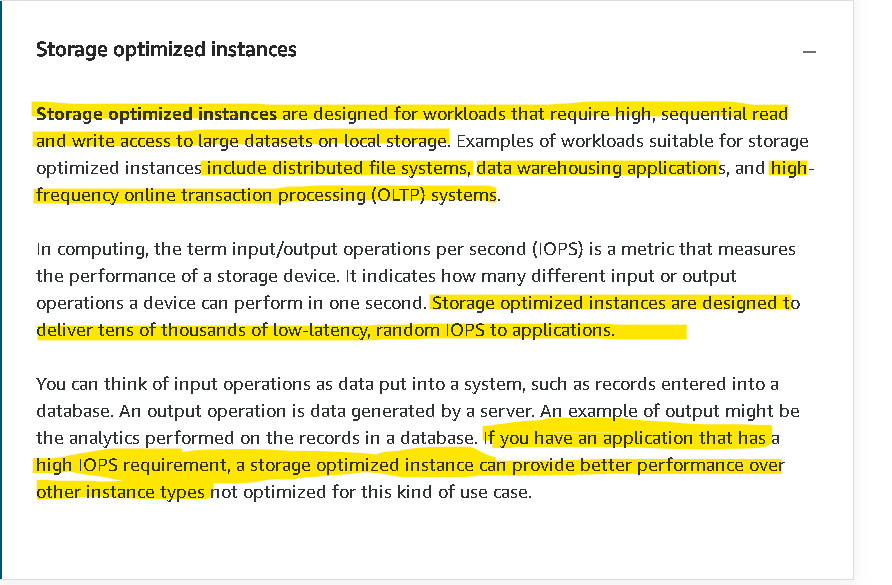 Storage optimized instances
Storage optimized instances are designed for workloads that require high, sequential read
and write access to large datasets on local storage. Examples of workloads suitable for storage
optimized instances include distributed file systems, data warehousing applications, and high-
frequency online transaction processing (OLTP) systems.
In computing, the term input/output operations per second (IOPS) is a metric that measures
the performance of a storage device. It indicates how many different input or output
operations a device can perform in one second. Storage optimized instances are designed to
deliver tens of thousands of low-latency, random IOPS to applications.
You can think of input operations as data put into a system, such as records entered into a
database. An output operation is data generated by a server. An example of output might be
the analytics performed on the records in a database. If you have an application that has a
high IOPS requirement, a storage optimized instance can provide better performance over
other instance types not optimized for this kind of use case.